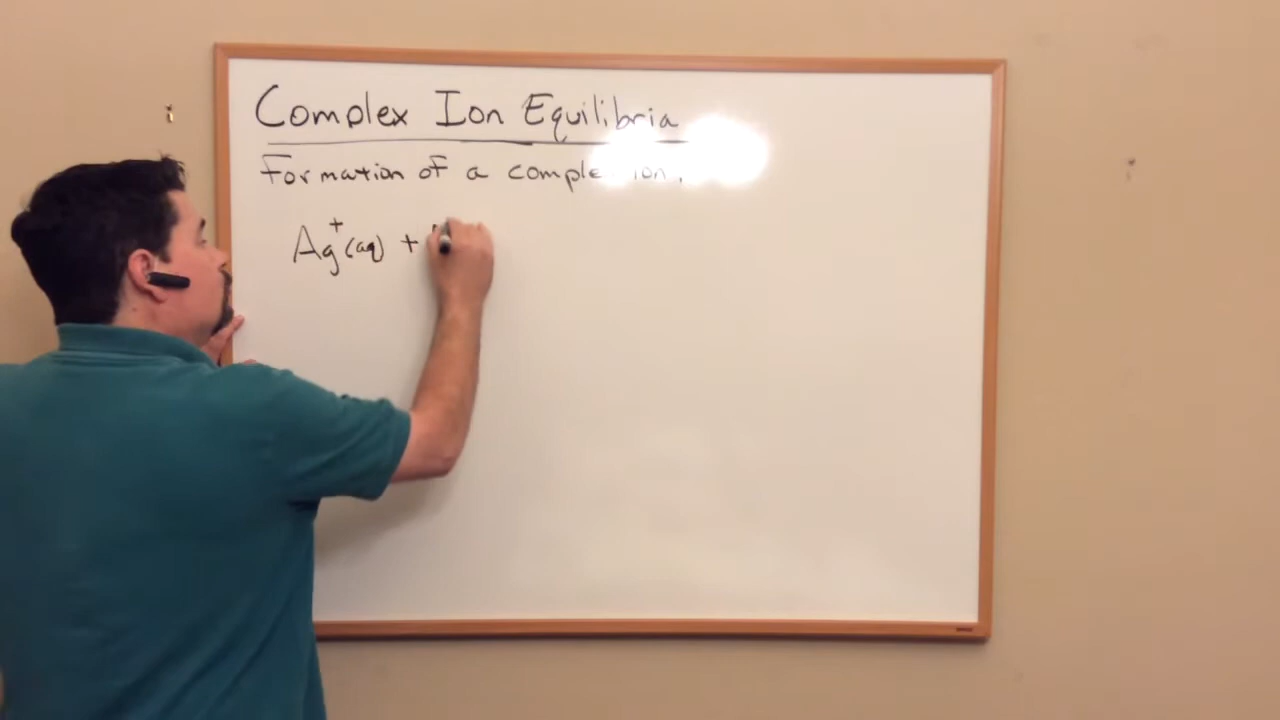 Complex Ion Equilibria
Formation of a complex ion.
Ag⁺(aq) +